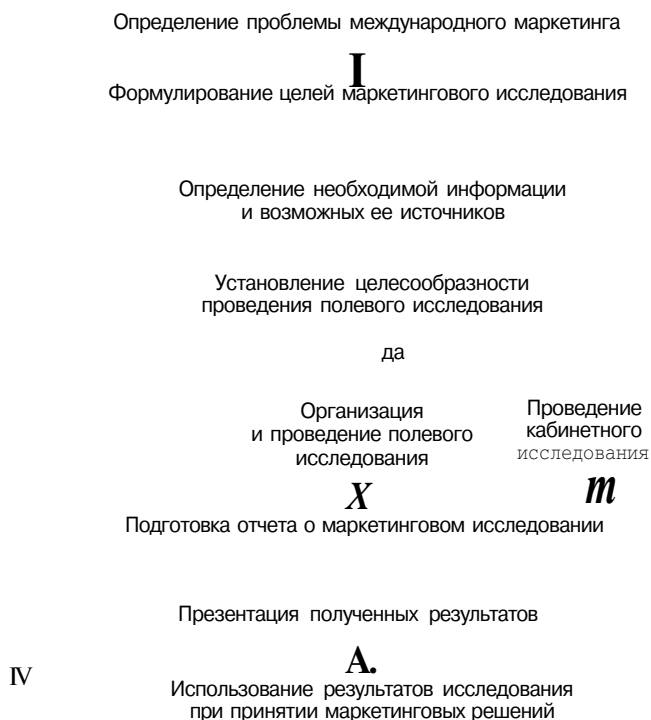 Определение проблемы международного маркетинга
I
Формулирование целей маркетингового исследования
Определение необходимой информации
и возможных ее источников
Установление целесообразности
проведения полевого исследования
да
Организация
и проведение полевого
исследования
Проведение
кабинетного
исследования
X
m
Подготовка отчета о маркетинговом исследовании
Презентация полученных результатов
A.
IV
Использование результатов исследования
при принятии маркетинговых решений